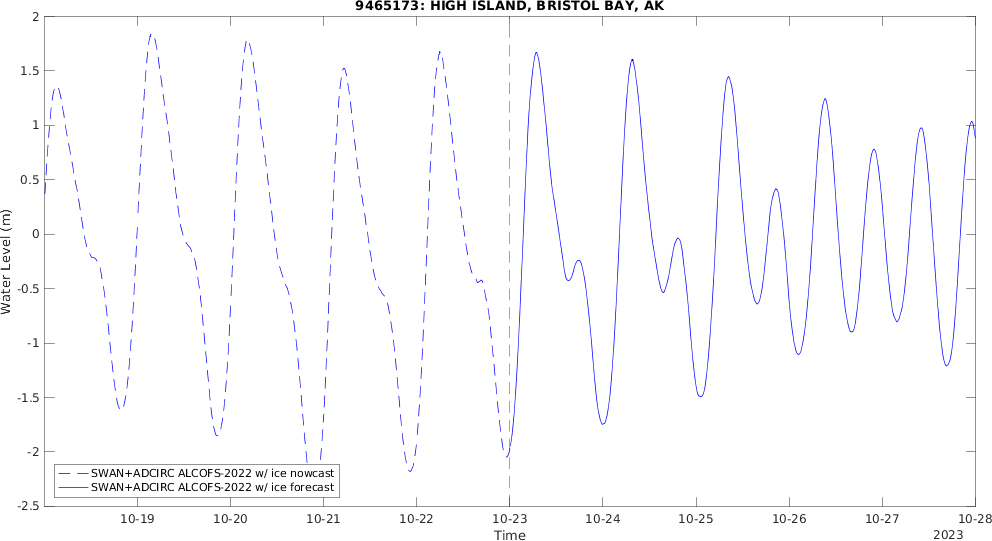 9465173: HIGH ISLAND, BRISTOL BAY, AK
Water Level (m)
2
1.5
1
0.5
0
-0.5
-1
-1.5
-2
-2.5
SWAN+ADCIRC ALCOFS-2022 w/ ice nowcast
SWAN+ADCIRC ALCOFS-2022 w/ ice forecast
10-19 10-20 10-21 10-22 10-23 10-24 10-25 10-26 10-27 10-28
Time
2023